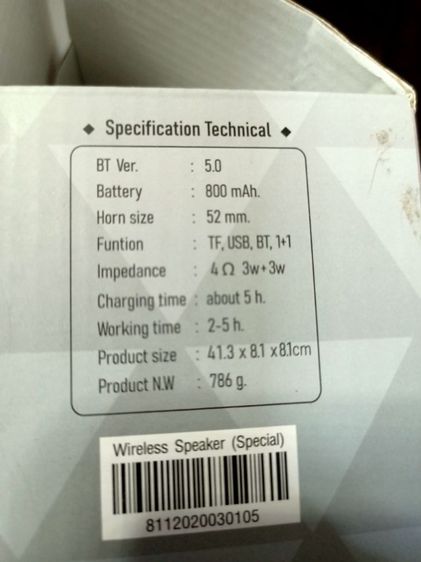 ◆ Specification Technical ◆
BT Ver. : 5.0
Battery : 800 mAh.
Horn size : 52 mm.
Funtion : TF, USB, BT, 1+1
Impedance : 4 Ω 3w+3w
Charging time : about 5 h.
Working time : 2-5 h.
Product size : 41.3 x 8.1 x 8.1cm
Product N.W : 786 g.
Wireless Speaker (Special)
8112020030105